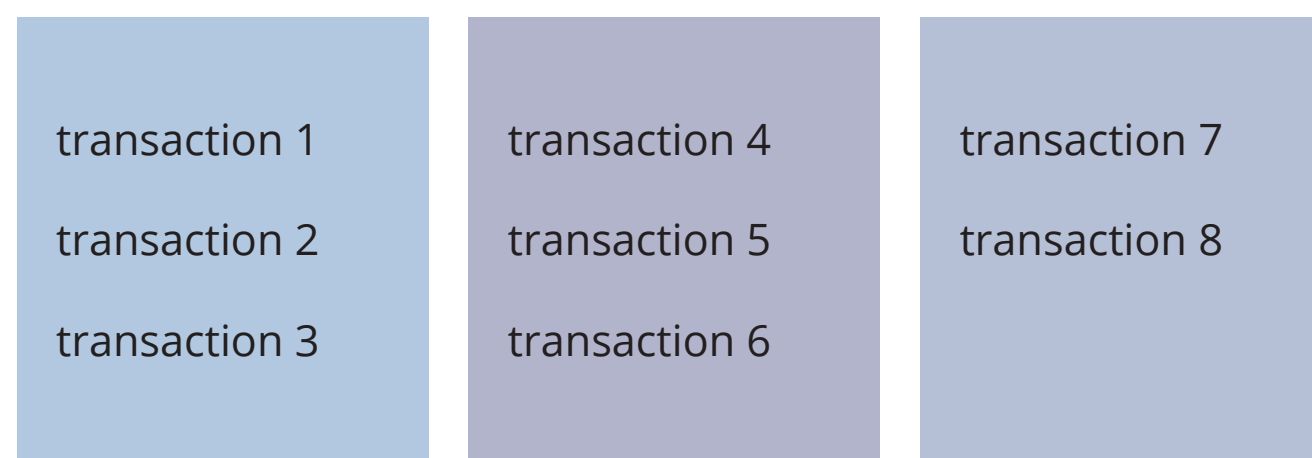 transaction 1
transaction 2
transaction 3
transaction 4
transaction 5
transaction 6
transaction 7
transaction 8